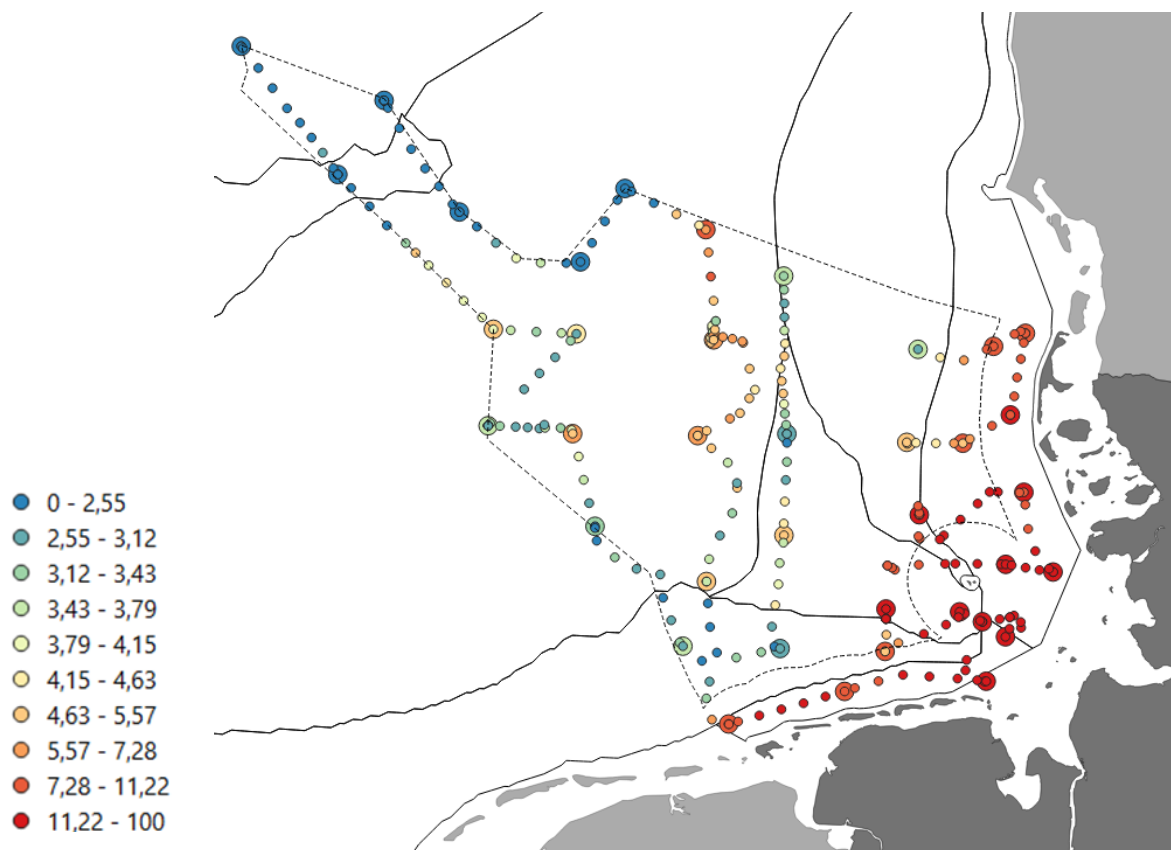 0 - 2,55
2,55 - 3,12
3,12 - 3,43
3,43 - 3,79
3,79 - 4,15
4,15 - 4,63
4,63 - 5,57
5,57 - 7,28
7,28 - 11,22
11,22 - 100